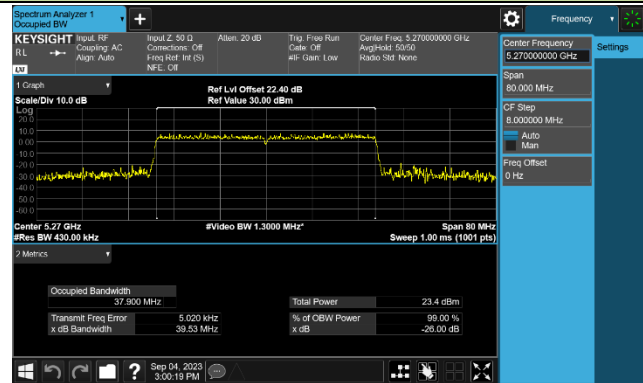 Spectrum Analyzer 1
Occupied BW
+
Frequency
KEYSIGHT
RL
Input: RF
Coupling: AC
Align: Auto
Input Z: 50 Ω
Corrections: Off
Freq Ref: Int (S)
NFE: Off
Atten: 20 dB
Trig: Free Run
Gate: Off
#IF Gain: Low
Center Freq: 5.270000000 GHz
Avg|Hold: 50/50
Radio Std: None
LXI
Center Frequency
5.270000000 GHz
Settings
Span
80.000 MHz
CF Step
8.000000 MHz
Auto
Man
Freq Offset
0 Hz
1 Graph
Scale/Div 10.0 dB
Ref Lvl Offset 22.40 dB
Ref Value 30.00 dBm
Log
20.0
10.0
0.00
-10.0
-20.0
-30.0
-40.0
-50.0
-60.0
Center 5.27 GHz
#Video BW 1.3000 MHz*
Span 80 MHz
#Res BW 430.00 kHz
Sweep 1.00 ms (1001 pts)
2 Metrics
Occupied Bandwidth
37.900 MHz
Total Power 23.4 dBm
Transmit Freq Error 5.020 kHz
% of OBW Power 99.00 %
x dB Bandwidth 39.53 MHz
x dB -26.00 dB
?
Sep 04, 2023
3:00:19 PM